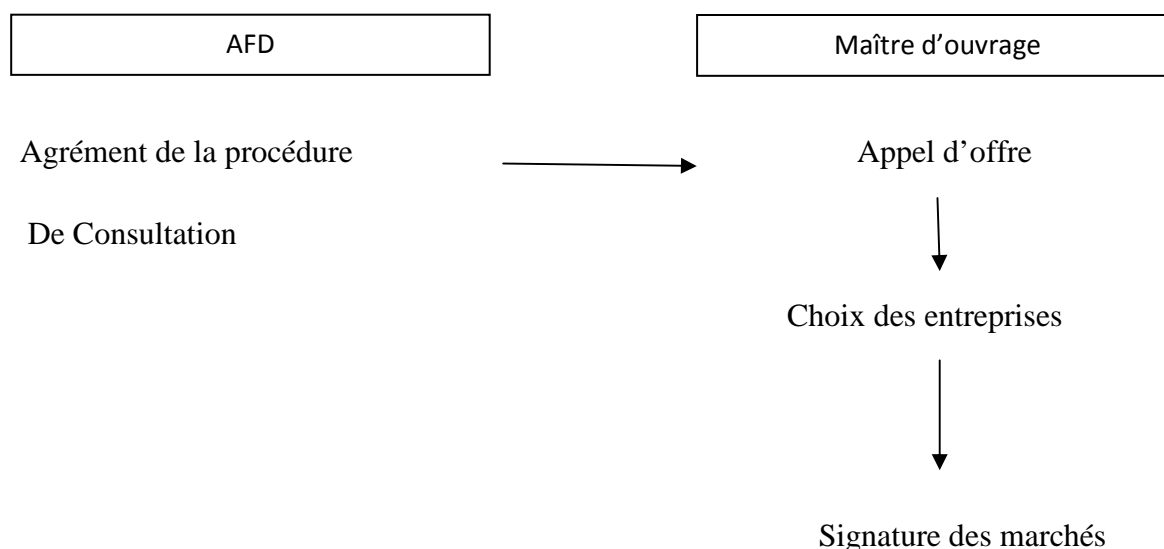 AFD
Maître d’ouvrage
Agrément de la procédure
Appel d’offre
De Consultation
Choix des entreprises
Signature des marchés